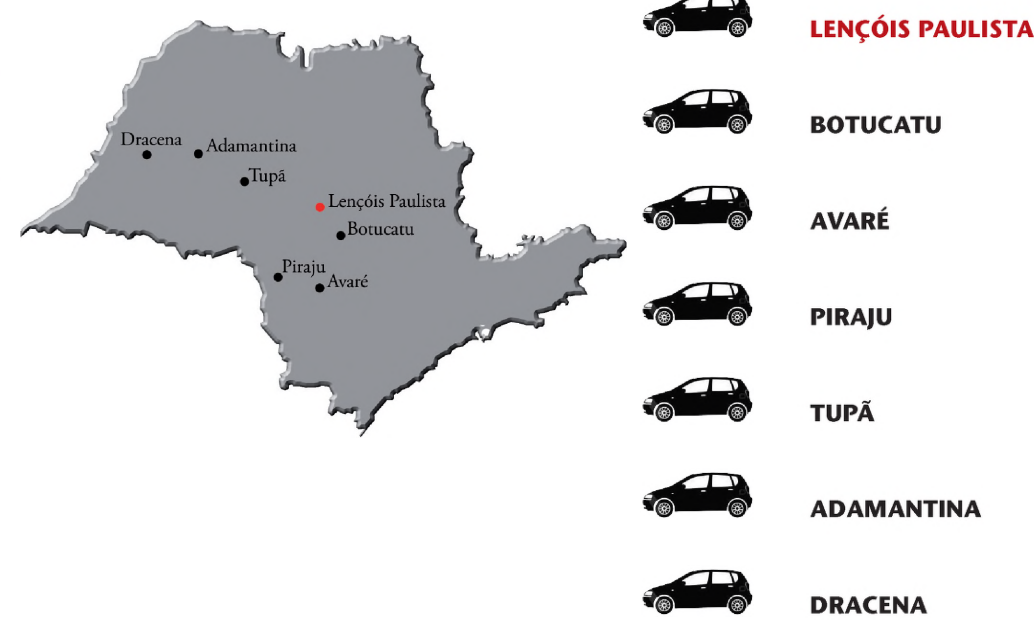 Dracena
Adamantina
Tupã
Lençóis Paulista
Botucatu
Piraju
Avaré
LENÇÓIS PAULISTA
BOTUCATU
AVARÉ
PIRAJU
TUPÃ
ADAMANTINA
DRACENA